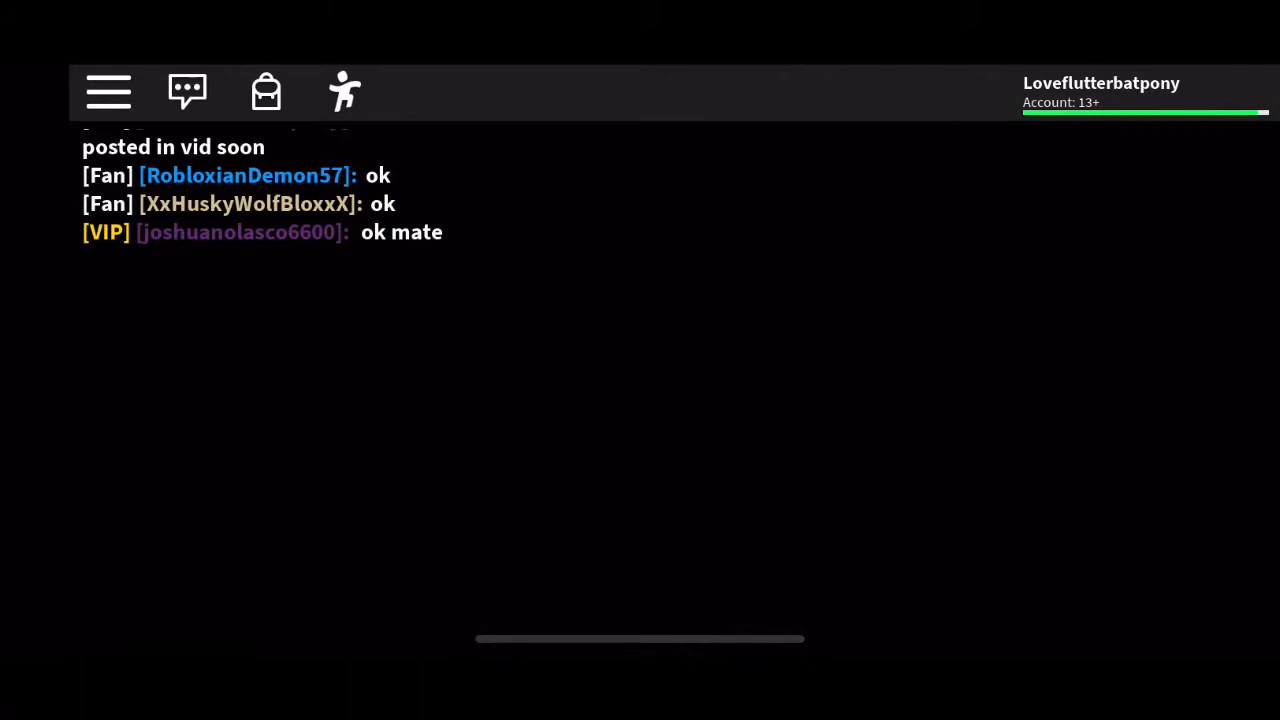 Loveflutterbatpony
Account: 13+
posted in vid soon
[Fan] [RobloxianDemon57]: ok
[Fan] [XxHuskyWolfBloxxX]: ok
[VIP] [joshuanolasco6600]: ok mate